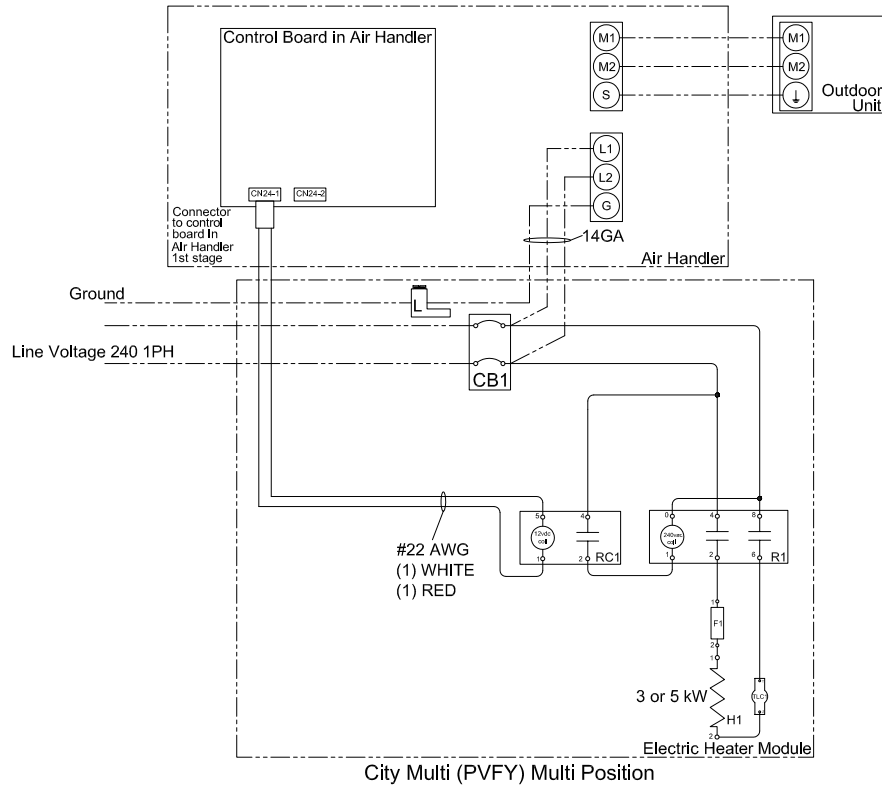 Control Board in Air Handler
M1
M2
S
M1
M2
Outdoor
Unit
L1
L2
G
CN24-1
CN24-2
Connector
to control
board In
Air Handler
1st stage
14GA
Air Handler
Ground
L
Line Voltage 240 1PH
CB1
5
4
12vdc
coil
1
2
RC1
0
4
8
240vac
coil
1
2
6
R1
#22 AWG
(1) WHITE
(1) RED
1
F1
2
1
3 or 5 kW
H1
2
TLC1
Electric Heater Module
City Multi (PVFY) Multi Position